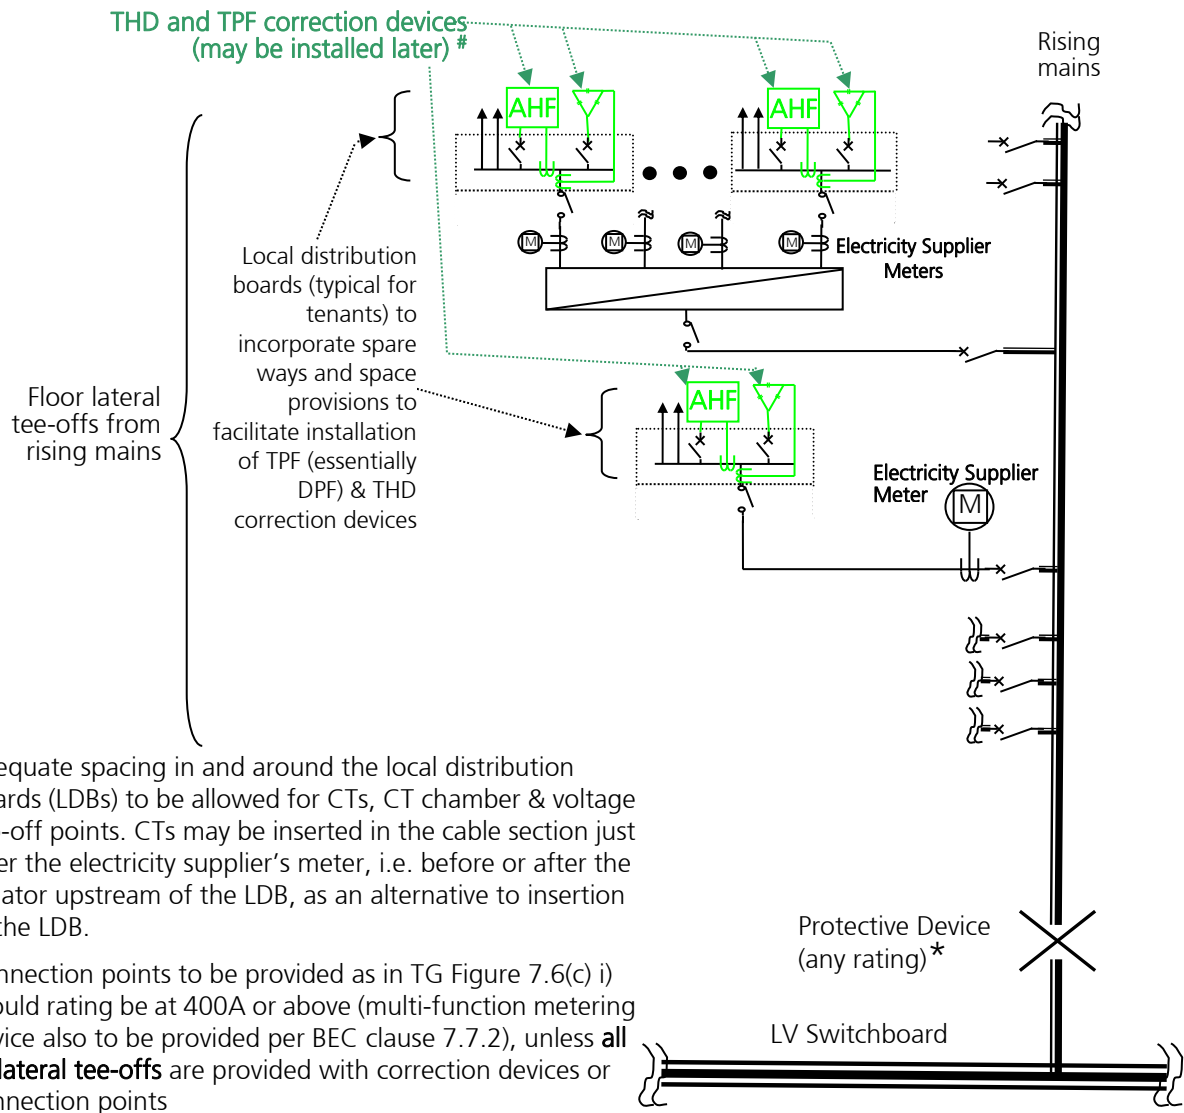 THD and TPF correction devices
(may be installed later) #
Rising
mains
AHF
AHF
M
M
M
M
Electricity Supplier
Meters
Local distribution
boards (typical for
tenants) to
incorporate spare
ways and space
provisions to
facilitate installation
of TPF (essentially
DPF) & THD
correction devices
Floor lateral
tee-offs from
rising mains
AHF
Electricity Supplier
Meter
M
equate spacing in and around the local distribution
ards (LDBs) to be allowed for CTs, CT chamber & voltage
-off points. CTs may be inserted in the cable section just
er the electricity supplier's meter, i.e. before or after the
ator upstream of the LDB, as an alternative to insertion
the LDB.
nnection points to be provided as in TG Figure 7.6(c) i)
ould rating be at 400A or above (multi-function metering
vice also to be provided per BEC clause 7.7.2), unless all
lateral tee-offs are provided with correction devices or
nnection points
Protective Device
(any rating)*
LV Switchboard